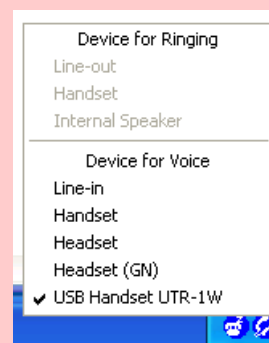 Device for Ringing
Line-out
Handset
Internal Speaker
Device for Voice
Line-in
Handset
Headset
Headset (GN)
USB Handset UTR-1W